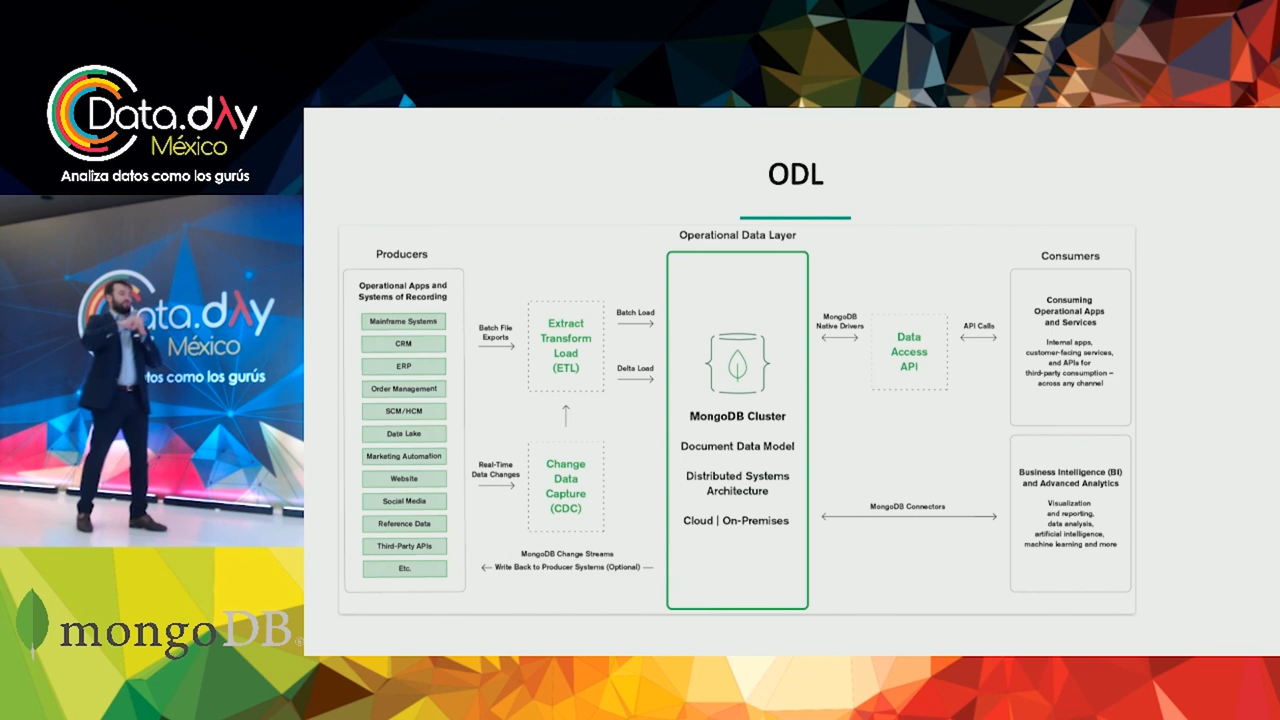 Data.dAy
México
Analiza datos como los gurús
ODL
Operational Data Layer
Producers
Operational Apps and
Systems of Recording
Mainframe Systems
CRM
ERP
Order Management
SCM/HCM
Data Lake
Marketing Automation
Website
Social Media
Reference Data
Third-Party APIs
Etc.
Batch File
Exports
Real-Time
Data Changes
Extract
Transform
Load
(ETL)
Change
Data
Capture
(CDC)
Batch Load
Delta Load
MongoDB Change Streams
Write Back to Producer Systems (Optional)
MongoDB Cluster
Document Data Model
Distributed Systems
Architecture
Cloud | On-Premises
MongoDB
Native Drivers
Data
Access
API
API Calls
MongoDB Connectors
Consumers
Consuming
Operational Apps
and Services
Internal apps,
customer-facing services,
and APIs for
third-party consumption –
across any channel
Business Intelligence (BI)
and Advanced Analytics
Visualization
and reporting,
data analysis,
artificial intelligence,
machine learning and more
ata.dAy
México
tos como los gurús
mongoDB